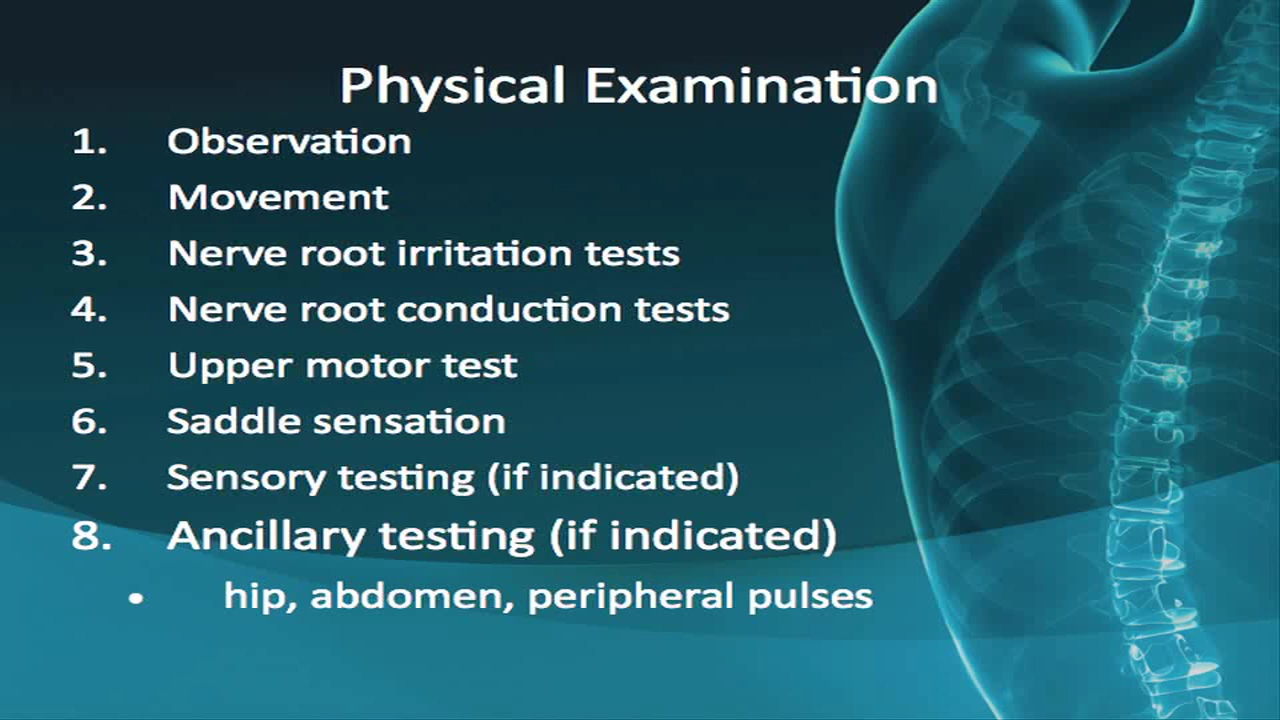 Physical Examination
1. Observation
2. Movement
3. Nerve root irritation tests
4. Nerve root conduction tests
5. Upper motor test
6. Saddle sensation
7. Sensory testing (if indicated)
8. Ancillary testing (if indicated)
• hip, abdomen, peripheral pulses